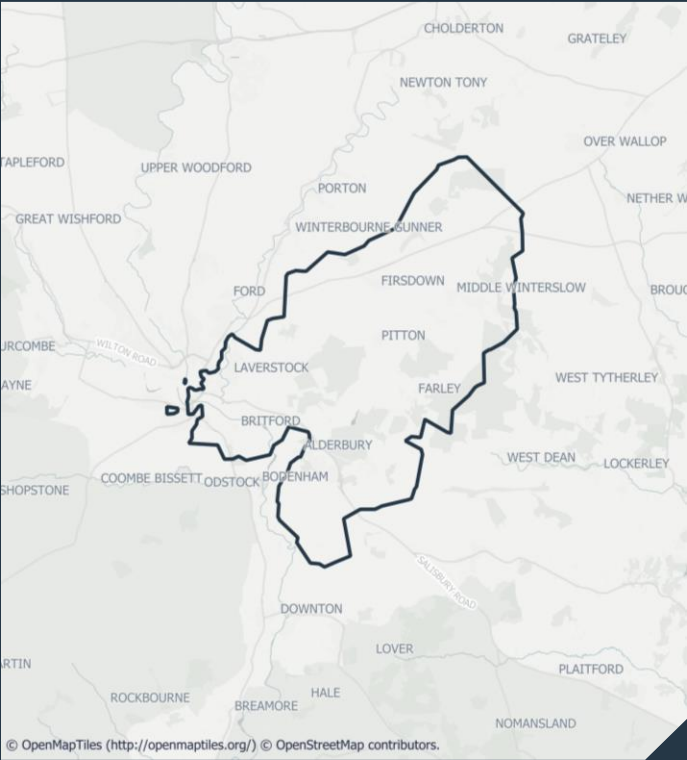 CHOLDERTON
GRATELEY
NEWTON TONY
OVER WALLOP
TAPLEFORD
UPPER WOODFORD
PORTON
NETHER W
GREAT WISHFORD
WINTERBOURNE GUNNER
FIRSDOWN
MIDDLE WINTERSLOW
FORD
BROUG
PITTON
URCOMBE
WILTON ROAD
LAVERSTOCK
WEST TYTHERLEY
AYNE
FARLEY
BRITFORD
ALDERBURY
WEST DEAN
LOCKERLEY
COOMBE BISSETT
ODSTOCK
BODENHAM
SHOPSTONE
SALISBURY ROAD
DOWNTON
LOVER
ARTIN
PLAITFORD
ROCKBOURNE
HALE
BREAMORE
NOMANSLAND
© OpenMapTiles (http://openmaptiles.org/) © OpenStreetMap contributors.